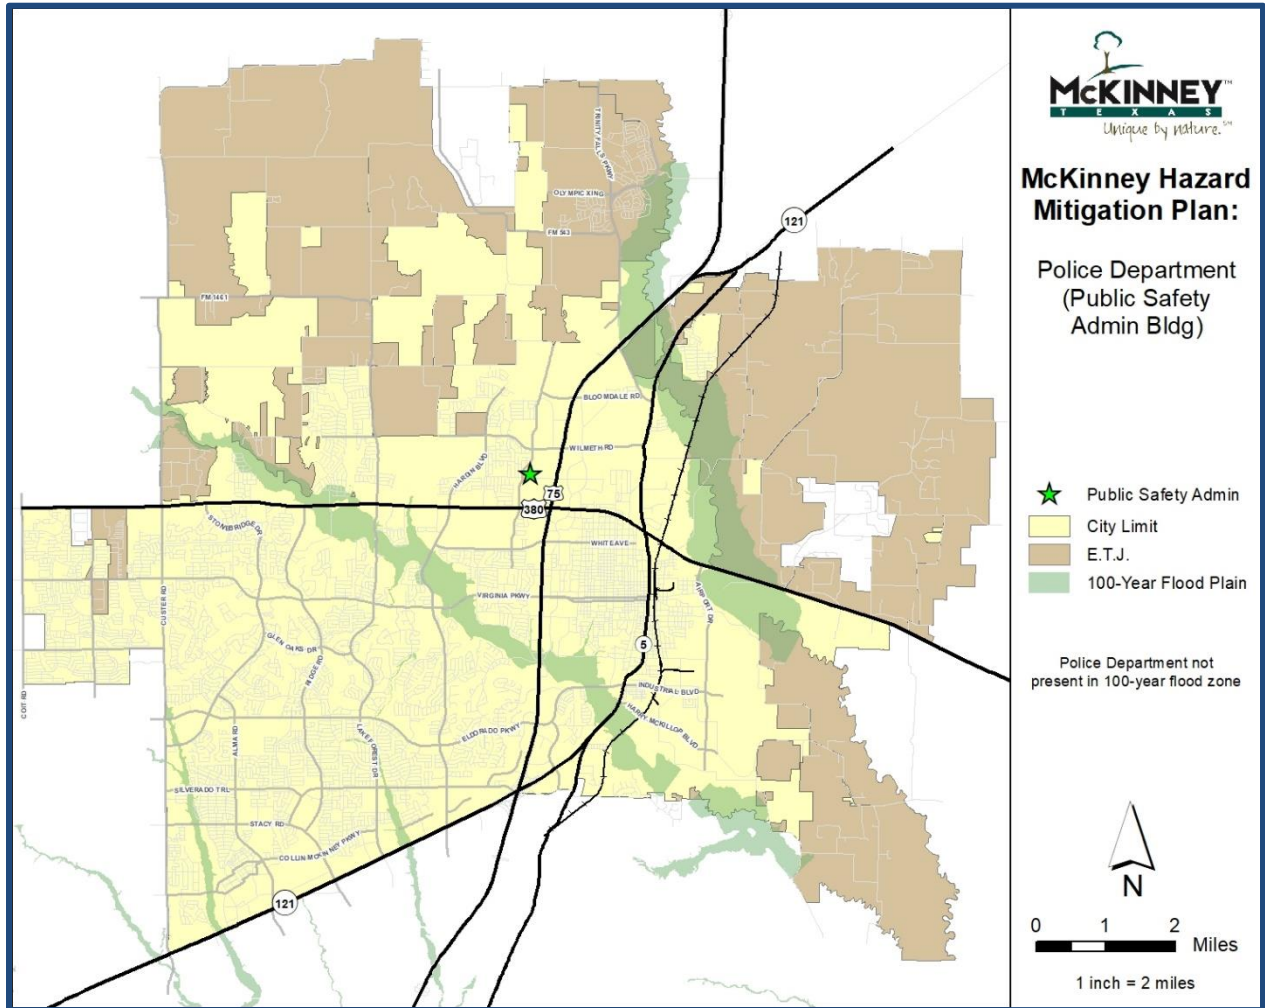 TRINITY FALLS PKWY
OLYMPIC XING
121
FM 543
FM 1461
BLOOMDALE RD
WILMETH RD
HARDIN BLVD
75
380
STONEBRIDGE DR
WHITE AVE
CUSTER RD
VIRGINIA PKWY
AIRPORT DR
GLEN OAKS DR
RIDGE RD
5
COIT RD
INDUSTRIAL BLVD
HARRY MCKILLOP BLVD
ELDORADO PKWY
ALMA RD
LAKE FOREST DR
SILVERADO TRL
STACY RD
COLLIN MCKINNEY PKWY
121
McKINNEY™
TEXAS
Unique by nature.℠
McKinney Hazard
Mitigation Plan:
Police Department
(Public Safety
Admin Bldg)
Public Safety Admin
City Limit
E.T.J.
100-Year Flood Plain
Police Department not
present in 100-year flood zone
N
0 1 2
Miles
1 inch = 2 miles